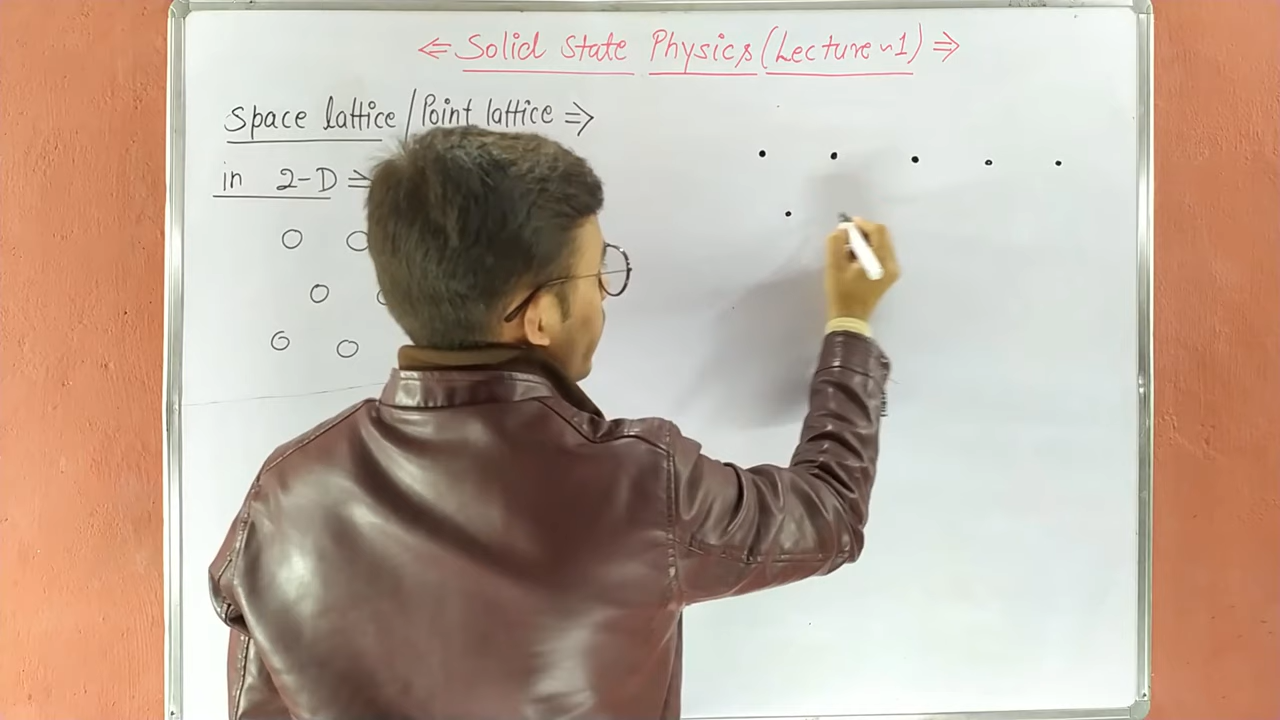 ⇐ Solid State Physics (Lecture ~1) ⇒
Space lattice / Point lattice ⇒
in 2-D ⇒